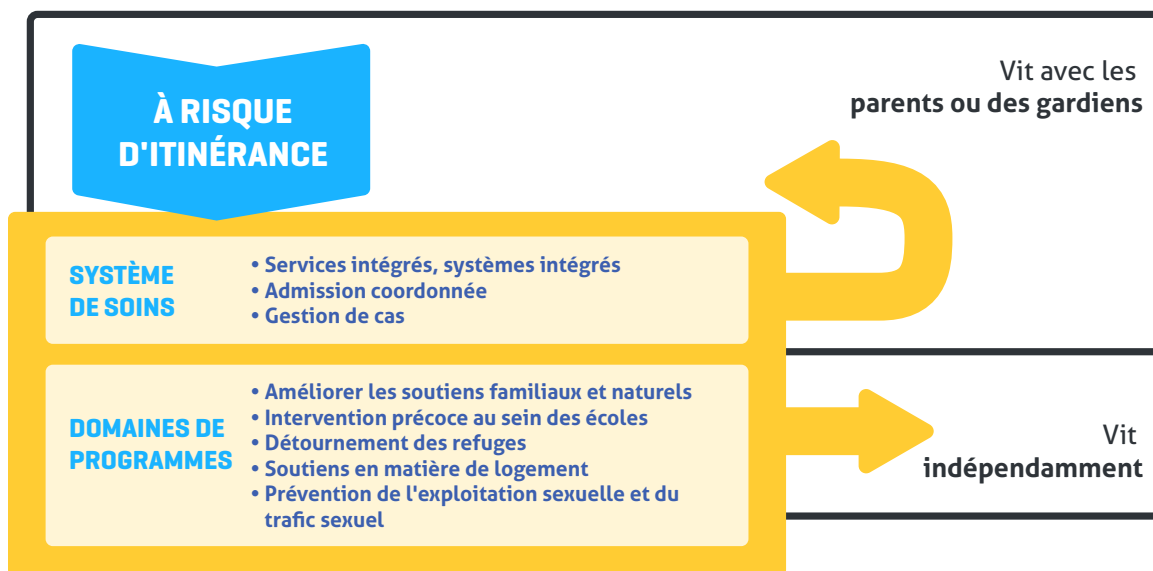 À RISQUE
D'ITINÉRANCE
Vit avec les
parents ou des gardiens
SYSTÈME
DE SOINS
• Services intégrés, systèmes intégrés
• Admission coordonnée
• Gestion de cas
DOMAINES DE
PROGRAMMES
• Améliorer les soutiens familiaux et naturels
• Intervention précoce au sein des écoles
• Détournement des refuges
• Soutiens en matière de logement
• Prévention de l'exploitation sexuelle et du
trafic sexuel
Vit
indépendamment